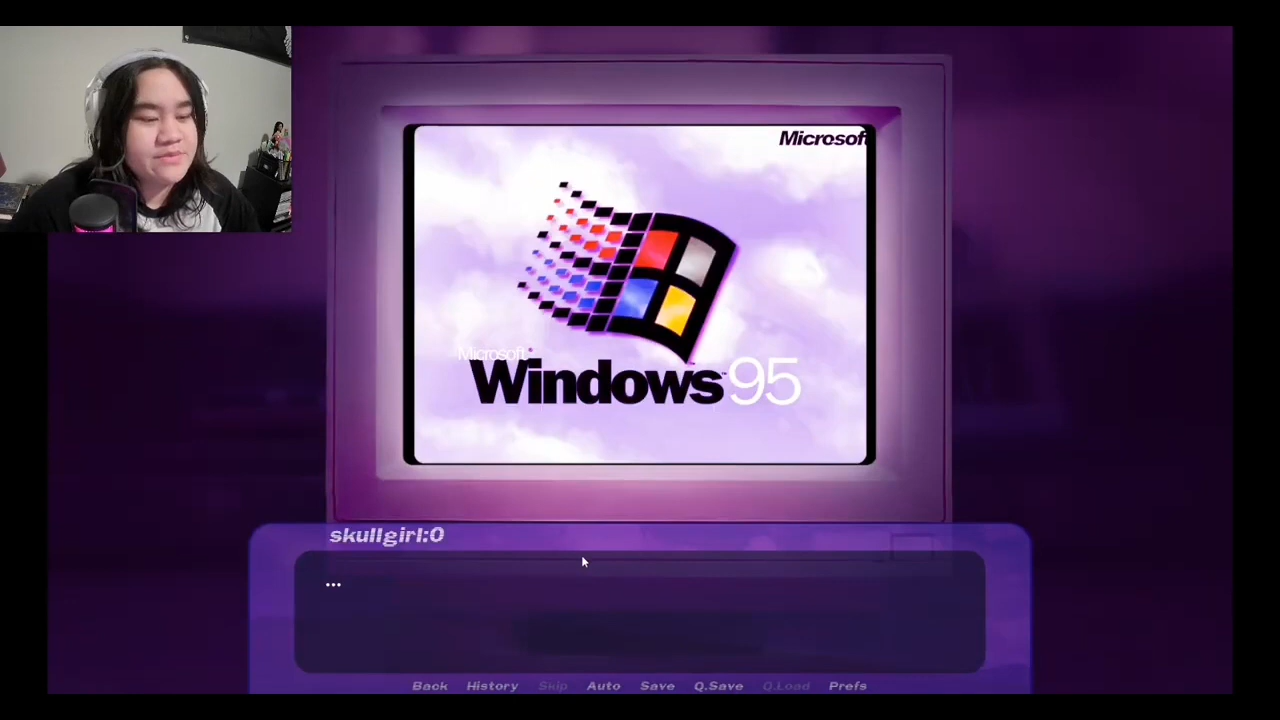 Microsoft
Microsoft
Windows 95
skullgirl:0
...
Back History Skip Auto Save Q.Save Q.Load Prefs